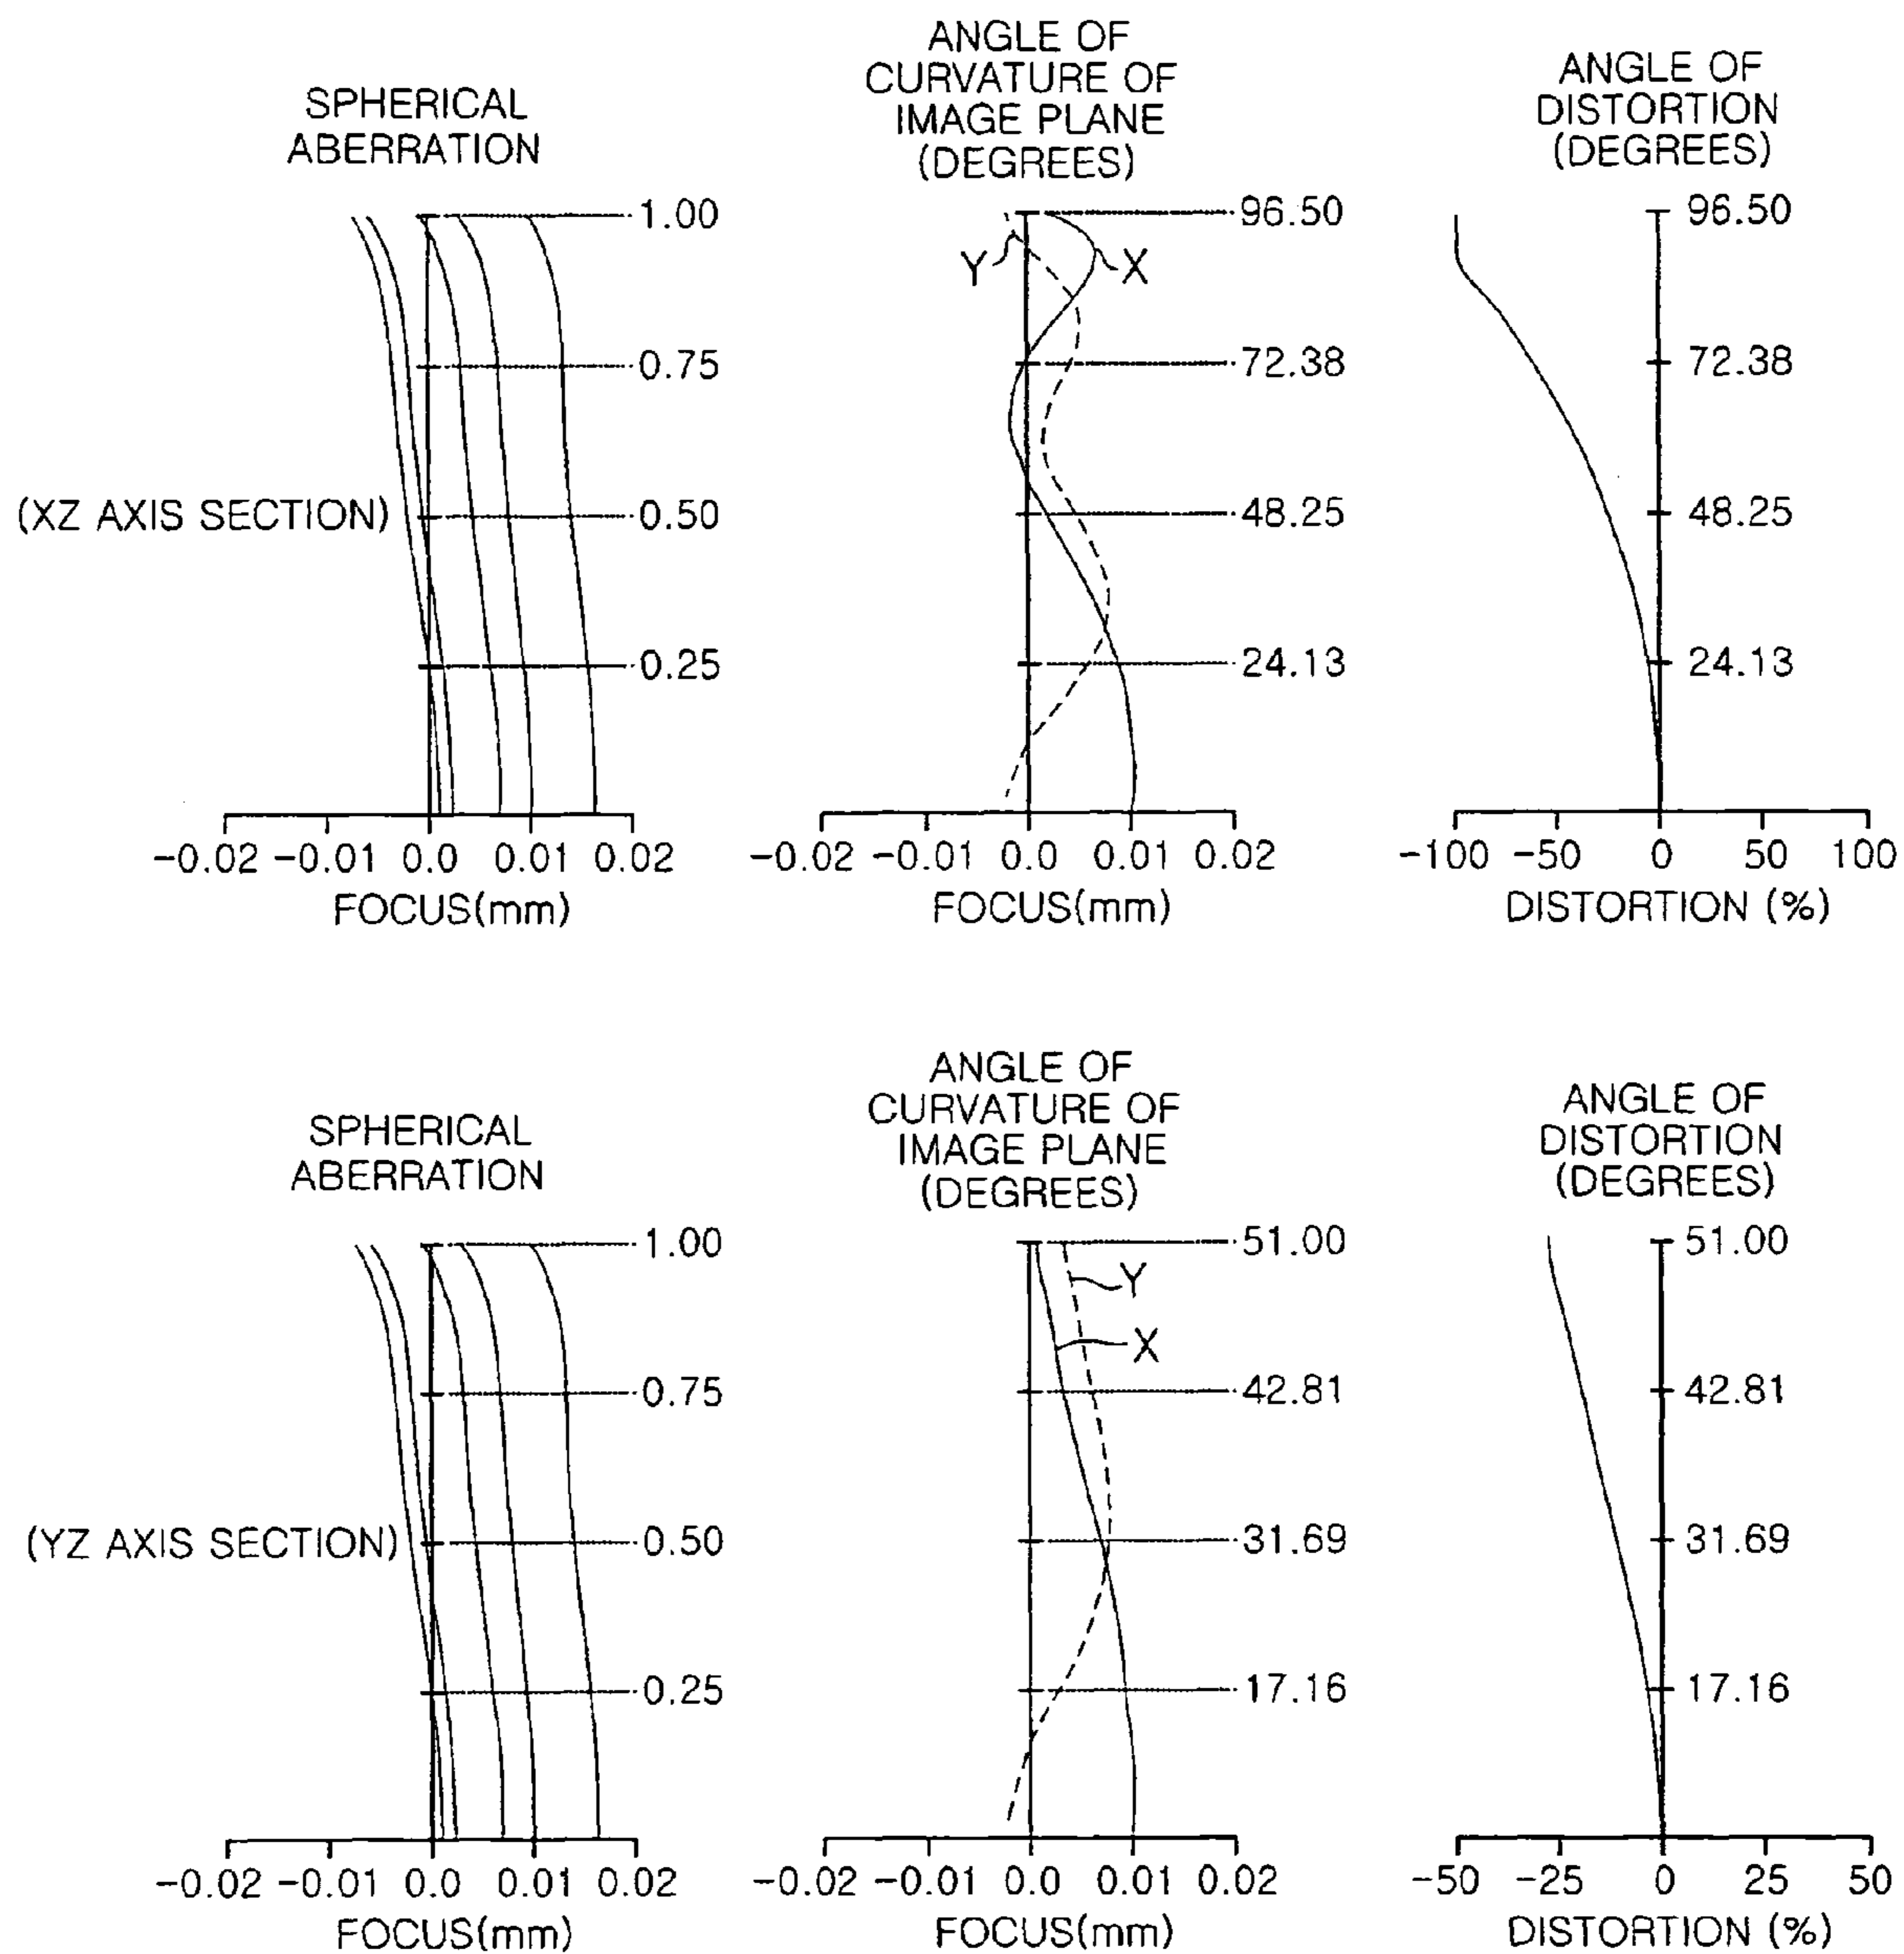 SPHERICAL
ABERRATION
1.00
0.75
(XZ AXIS SECTION)
0.50
0.25
-0.02 -0.01 0.0 0.01 0.02
FOCUS(mm)
ANGLE OF
CURVATURE OF
IMAGE PLANE
(DEGREES)
96.50
Y
X
72.38
48.25
24.13
-0.02 -0.01 0.0 0.01 0.02
FOCUS(mm)
ANGLE OF
DISTORTION
(DEGREES)
96.50
72.38
48.25
24.13
-100 -50 0 50 100
DISTORTION (%)
SPHERICAL
ABERRATION
1.00
0.75
(YZ AXIS SECTION)
0.50
0.25
-0.02 -0.01 0.0 0.01 0.02
FOCUS(mm)
ANGLE OF
CURVATURE OF
IMAGE PLANE
(DEGREES)
51.00
Y
X
42.81
31.69
17.16
-0.02 -0.01 0.0 0.01 0.02
FOCUS(mm)
ANGLE OF
DISTORTION
(DEGREES)
51.00
42.81
31.69
17.16
-50 -25 0 25 50
DISTORTION (%)